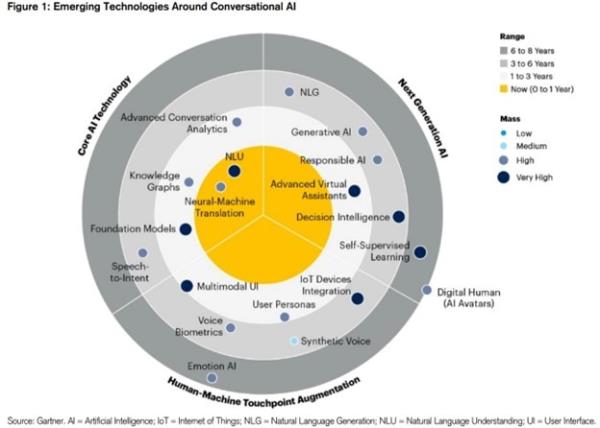 Figure 1: Emerging Technologies Around Conversational AI
Range
6 to 8 Years
3 to 6 Years
1 to 3 Years
Now (0 to 1 Year)
Mass
Low
Medium
High
Very High
Core AI Technology
Next Generation AI
Human-Machine Touchpoint Augmentation
NLG
Advanced Conversation
Analytics
Generative AI
Responsible AI
NLU
Knowledge
Graphs
Neural-Machine
Translation
Advanced Virtual
Assistants
Decision Intelligence
Foundation Models
Self-Supervised
Learning
Speech-
to-Intent
Multimodal UI
IoT Devices
Integration
Digital Human
(AI Avatars)
User Personas
Voice
Biometrics
Synthetic Voice
Emotion AI
Source: Gartner. AI = Artificial Intelligence; IoT = Internet of Things; NLG = Natural Language Generation; NLU = Natural Language Understanding; UI = User Interface.